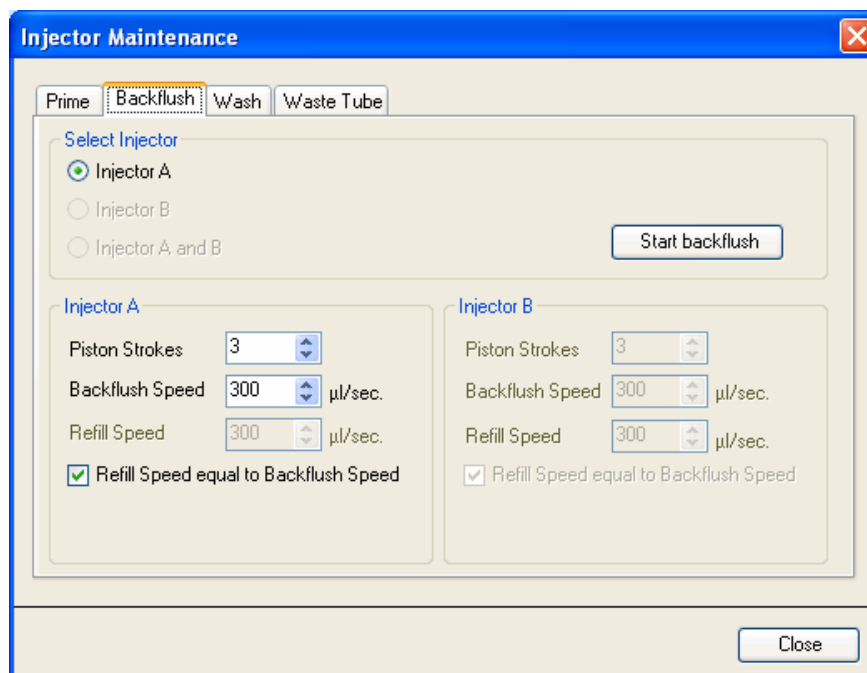 Injector Maintenance
Prime Backflush Wash Waste Tube
Select Injector
Injector A
Injector B
Injector A and B
Start backflush
Injector A
Piston Strokes 3
Backflush Speed 300 µl/sec.
Refill Speed 300 µl/sec.
Refill Speed equal to Backflush Speed
Injector B
Piston Strokes 3
Backflush Speed 300 µl/sec.
Refill Speed 300 µl/sec.
Refill Speed equal to Backflush Speed
Close